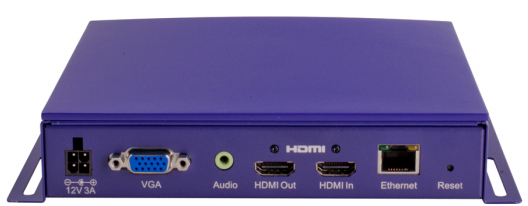 HDMI
12V 3A
VGA
Audio
HDMI Out
HDMI In
Ethernet
Reset